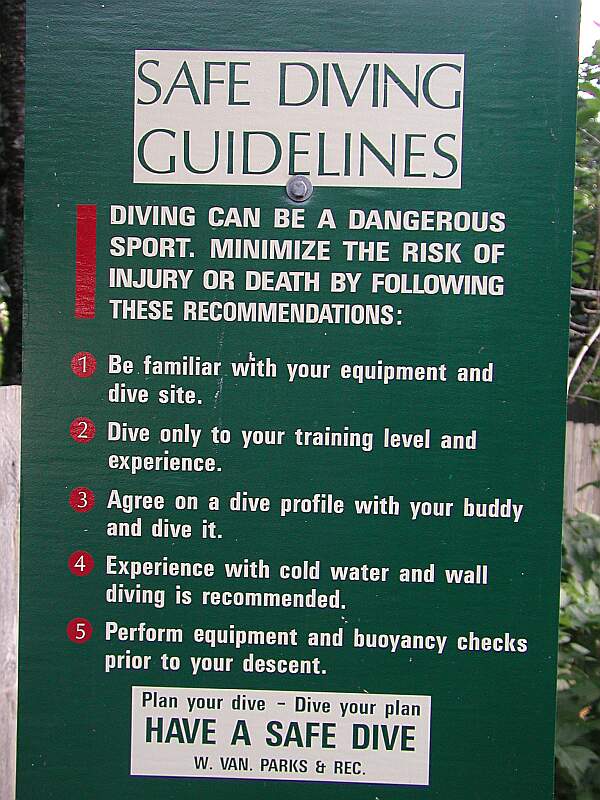 SAFE DIVING
GUIDELINES
DIVING CAN BE A DANGEROUS
SPORT. MINIMIZE THE RISK OF
INJURY OR DEATH BY FOLLOWING
THESE RECOMMENDATIONS:
1 Be familiar with your equipment and
dive site.
2 Dive only to your training level and
experience.
3 Agree on a dive profile with your buddy
and dive it.
4 Experience with cold water and wall
diving is recommended.
5 Perform equipment and buoyancy checks
prior to your descent.
Plan your dive - Dive your plan
HAVE A SAFE DIVE
W. VAN. PARKS & REC.